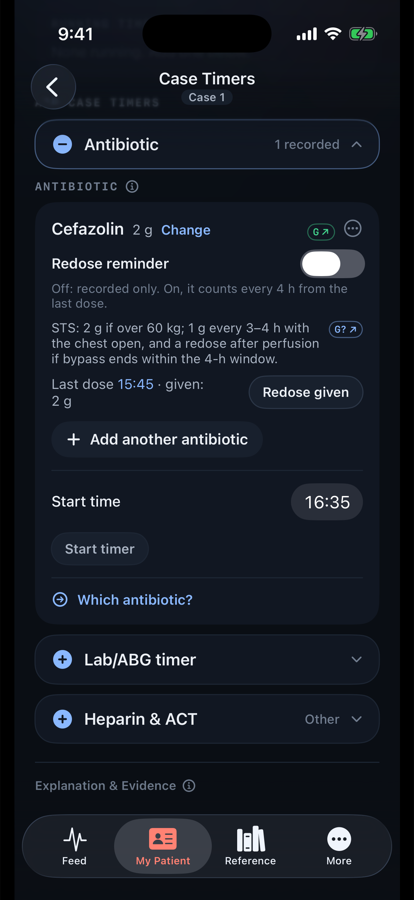 9:41
Case Timers
Case 1
CASE TIMERS
Antibiotic
1 recorded
ANTIBIOTIC
Cefazolin 2 g Change
G ↗
Redose reminder
Off: recorded only. On, it counts every 4 h from the
last dose.
STS: 2 g if over 60 kg; 1 g every 3–4 h with
the chest open, and a redose after perfusion
if bypass ends within the 4-h window.
G? ↗
Last dose 15:45 · given:
2 g
Redose given
+ Add another antibiotic
Start time
16:35
Start timer
Which antibiotic?
Lab/ABG timer
Heparin & ACT
Other
Explanation & Evidence
Feed
My Patient
Reference
More